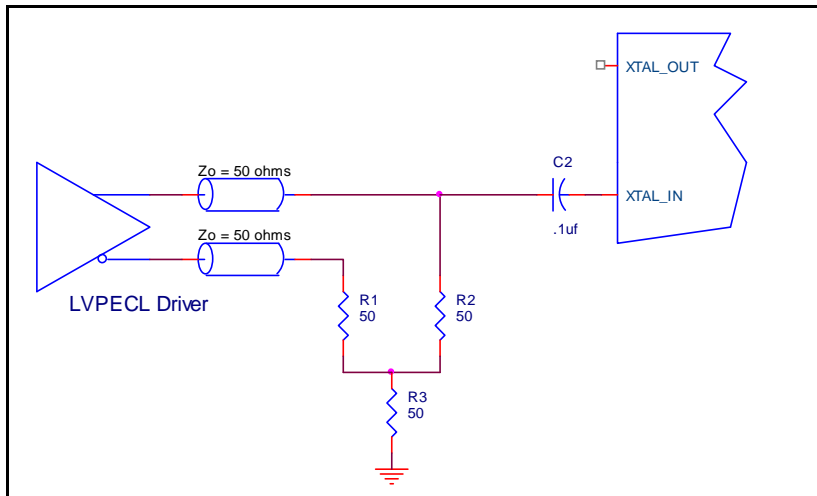 XTAL_OUT
Zo = 50 ohms
C2
XTAL_IN
.1uf
Zo = 50 ohms
LVPECL Driver
R1
50
R2
50
R3
50